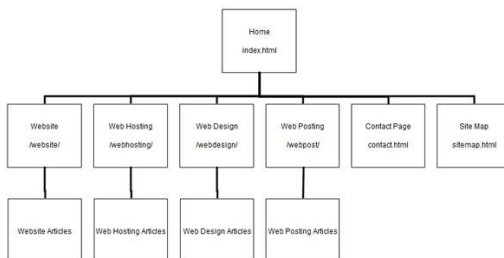 Home
index.html
Website
/website/
Web Hosting
/webhosting/
Web Design
/webdesign/
Web Posting
/webpost/
Contact Page
contact.html
Site Map
sitemap.html
Website Articles
Web Hosting Articles
Web Design Articles
Web Posting Articles